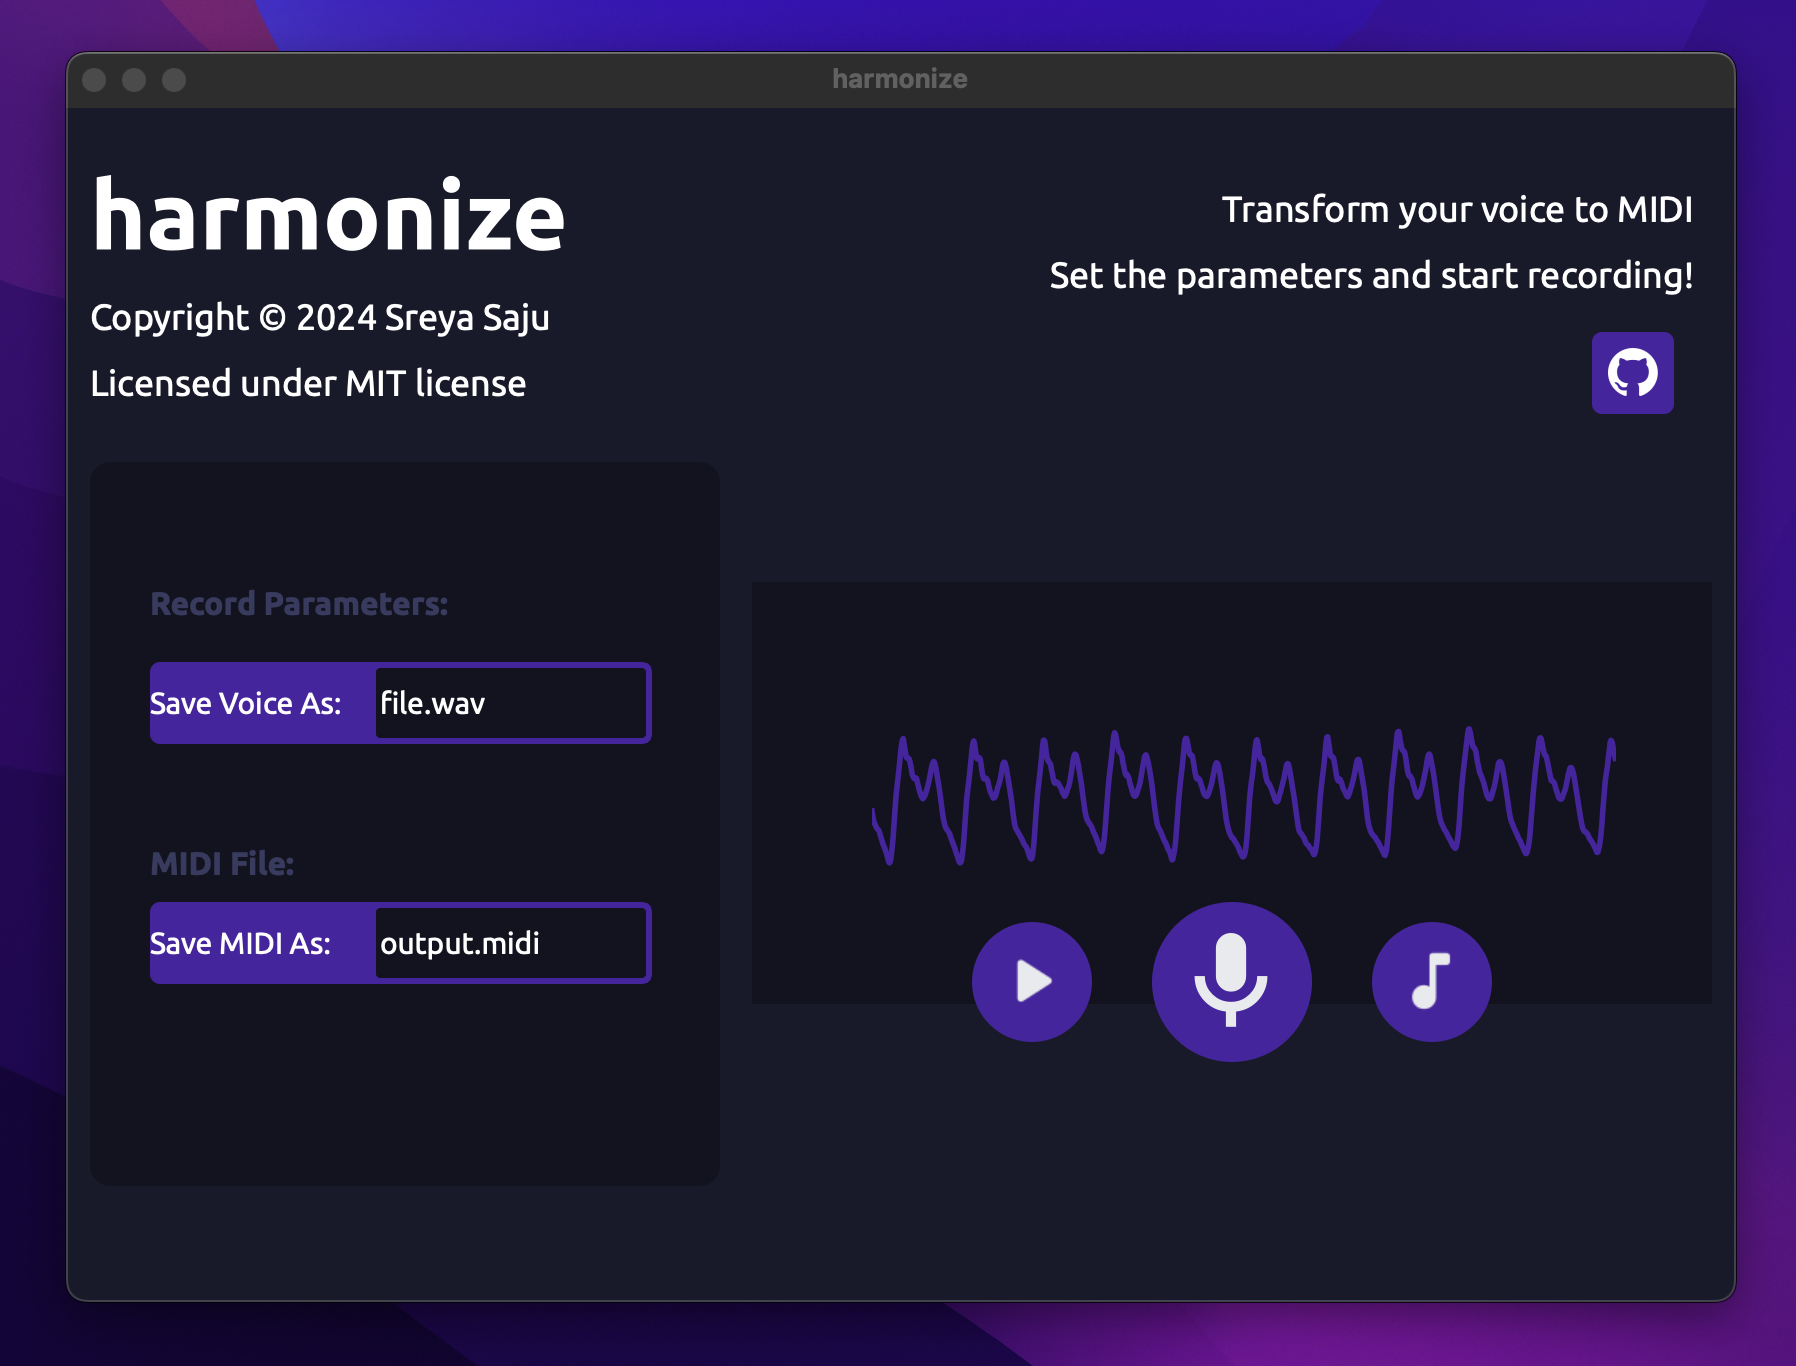 harmonize
harmonize
Copyright © 2024 Sreya Saju
Licensed under MIT license
Transform your voice to MIDI
Set the parameters and start recording!
Record Parameters:
Save Voice As: file.wav
MIDI File:
Save MIDI As: output.midi